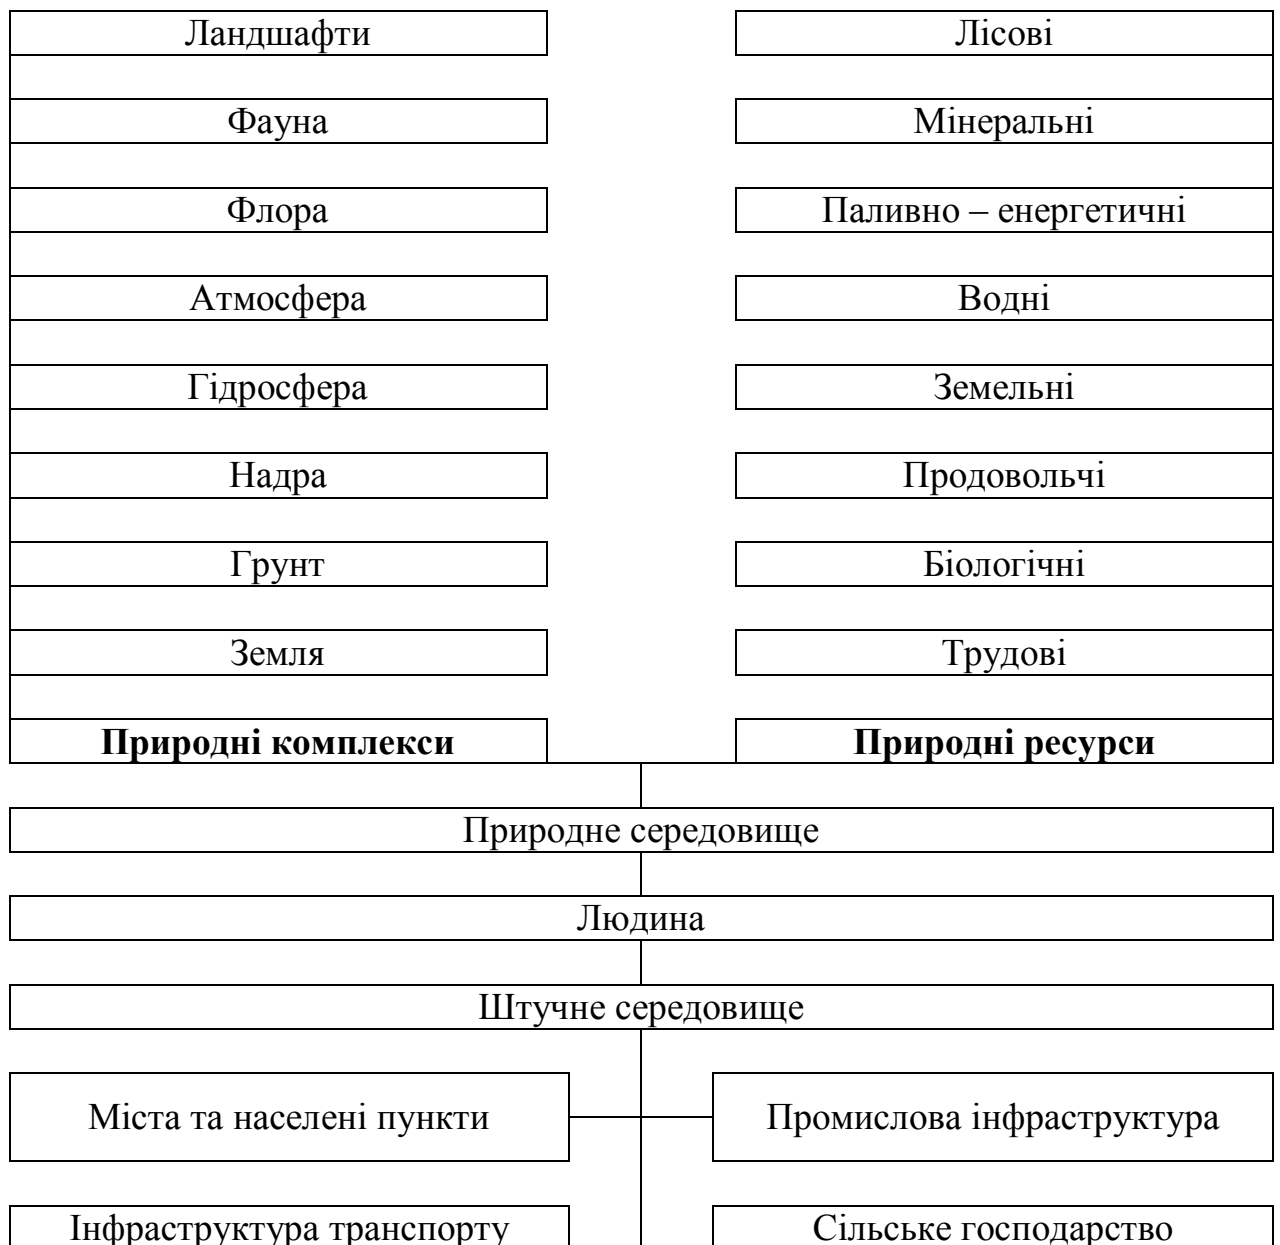 Ландшафти
Лісові
Фауна
Мінеральні
Флора
Паливно – енергетичні
Атмосфера
Водні
Гідросфера
Земельні
Надра
Продовольчі
Грунт
Біологічні
Земля
Трудові
Природні комплекси
Природні ресурси
Природне середовище
Людина
Штучне середовище
Міста та населені пункти
Промислова інфраструктура
Інфраструктура транспорту
Сільське господарство